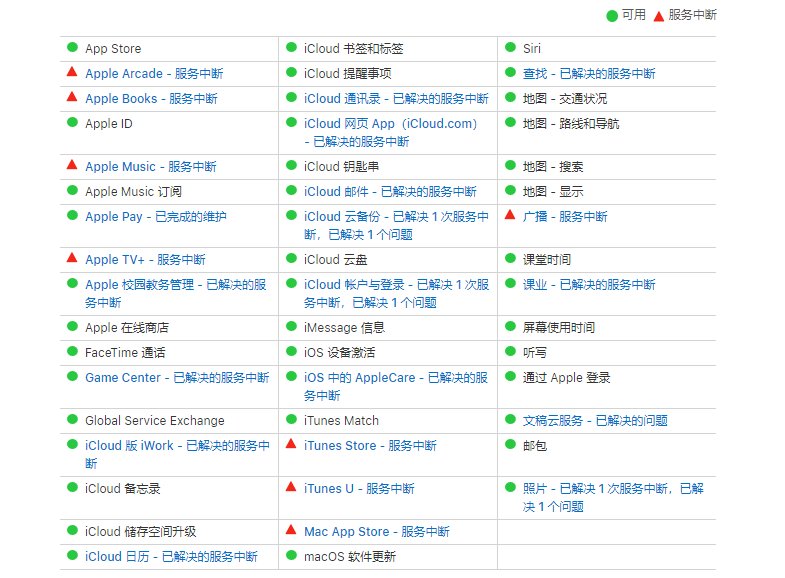 可用 服务中断
App Store
Apple Arcade - 服务中断
Apple Books - 服务中断
Apple ID
Apple Music - 服务中断
Apple Music 订阅
Apple Pay - 已完成的维护
Apple TV+ - 服务中断
Apple 校园教务管理 - 已解决的服
务中断
Apple 在线商店
FaceTime 通话
Game Center - 已解决的服务中断
Global Service Exchange
iCloud 版 iWork - 已解决的服务中
断
iCloud 备忘录
iCloud 储存空间升级
iCloud 日历 - 已解决的服务中断
iCloud 书签和标签
iCloud 提醒事项
iCloud 通讯录 - 已解决的服务中断
iCloud 网页 App（iCloud.com）
- 已解决的服务中断
iCloud 钥匙串
iCloud 邮件 - 已解决的服务中断
iCloud 云备份 - 已解决 1 次服务中
断，已解决 1 个问题
iCloud 云盘
iCloud 帐户与登录 - 已解决 1 次服
务中断，已解决 1 个问题
iMessage 信息
iOS 设备激活
iOS 中的 AppleCare - 已解决的服
务中断
iTunes Match
iTunes Store - 服务中断
iTunes U - 服务中断
Mac App Store - 服务中断
macOS 软件更新
Siri
查找 - 已解决的服务中断
地图 - 交通状况
地图 - 路线和导航
地图 - 搜索
地图 - 显示
广播 - 服务中断
课堂时间
课业 - 已解决的服务中断
屏幕使用时间
听写
通过 Apple 登录
文稿云服务 - 已解决的问题
邮包
照片 - 已解决 1 次服务中断，已解
决 1 个问题